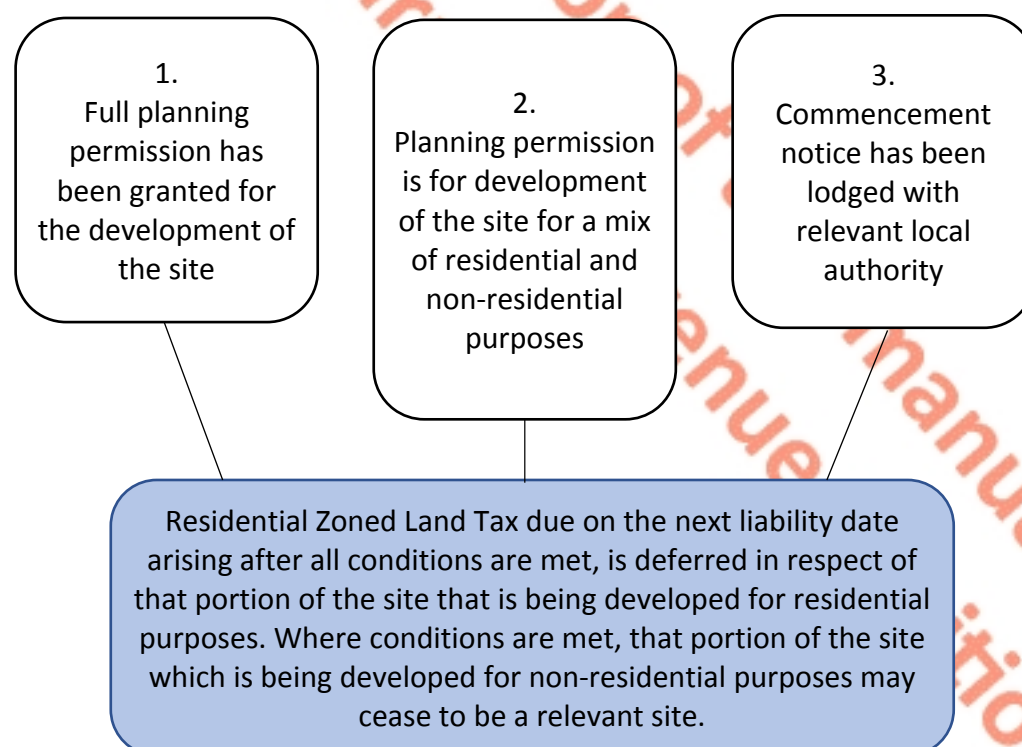 1.
Full planning
permission has
been granted for
the development of
the site
2.
Planning permission
is for development
of the site for a mix
of residential and
non-residential
purposes
3.
Commencement
notice has been
lodged with
relevant local
authority
Residential Zoned Land Tax due on the next liability date
arising after all conditions are met, is deferred in respect of
that portion of the site that is being developed for residential
purposes. Where conditions are met, that portion of the site
which is being developed for non-residential purposes may
cease to be a relevant site.